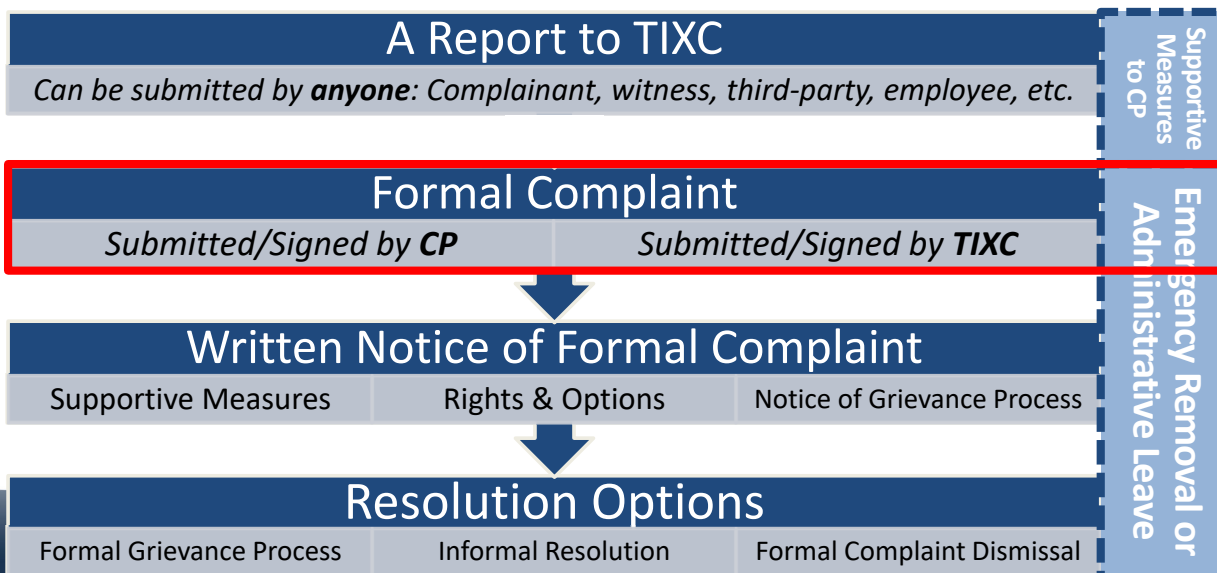 A Report to TIXC
Can be submitted by anyone: Complainant, witness, third-party, employee, etc.
Supportive
Measures
to CP
Formal Complaint
Submitted/Signed by CP
Submitted/Signed by TIXC
Written Notice of Formal Complaint
Supportive Measures
Rights & Options
Notice of Grievance Process
Resolution Options
Formal Grievance Process
Informal Resolution
Formal Complaint Dismissal
Emergency Removal or
Administrative Leave